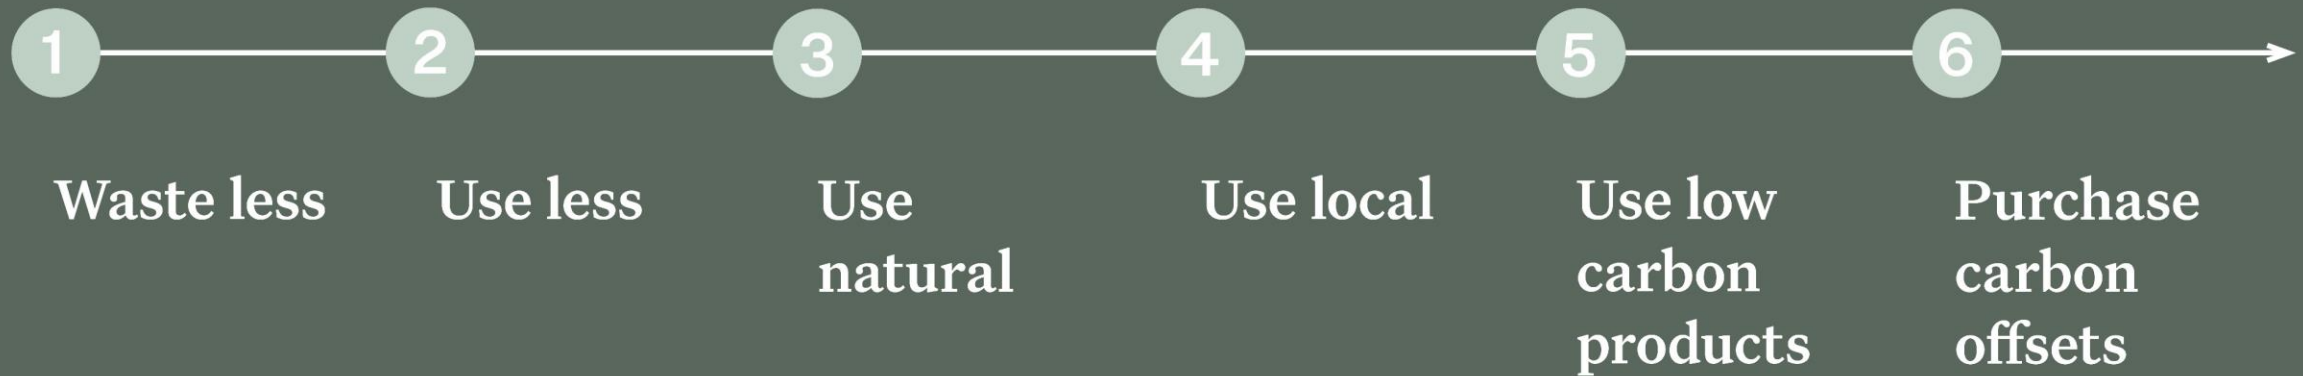 1
2
3
4
5
6
Waste less
Use less
Use
natural
Use local
Use low
carbon
products
Purchase
carbon
offsets